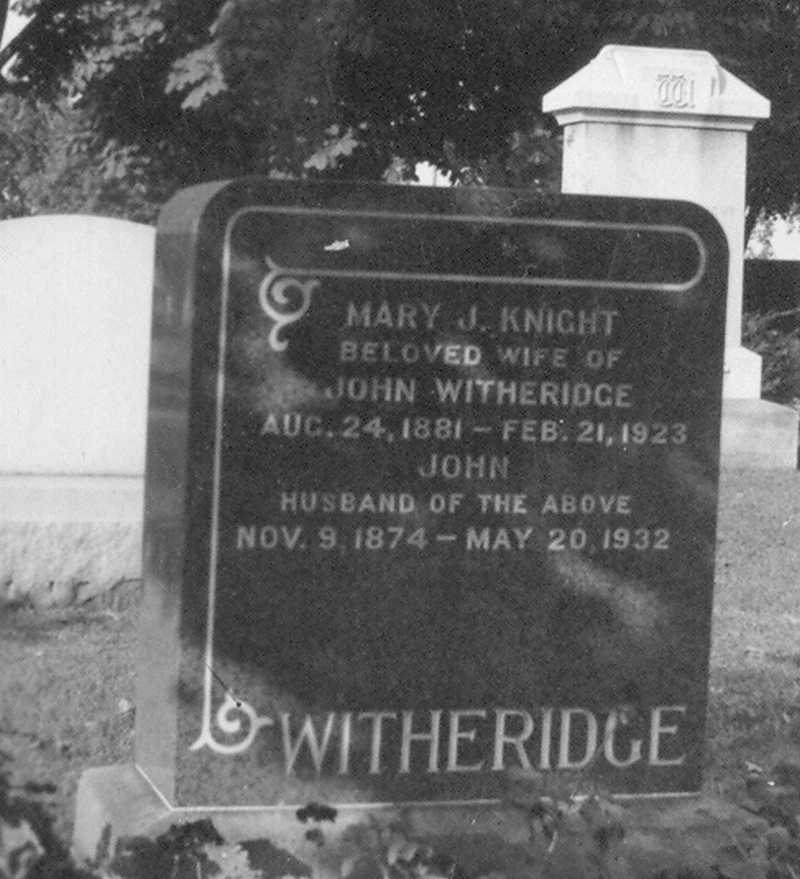 W
MARY J. KNIGHT
BELOVED WIFE OF
JOHN WITHERIDGE
AUG. 24, 1881 – FEB. 21, 1923
JOHN
HUSBAND OF THE ABOVE
NOV. 9, 1874 – MAY 20, 1932
WITHERIDGE